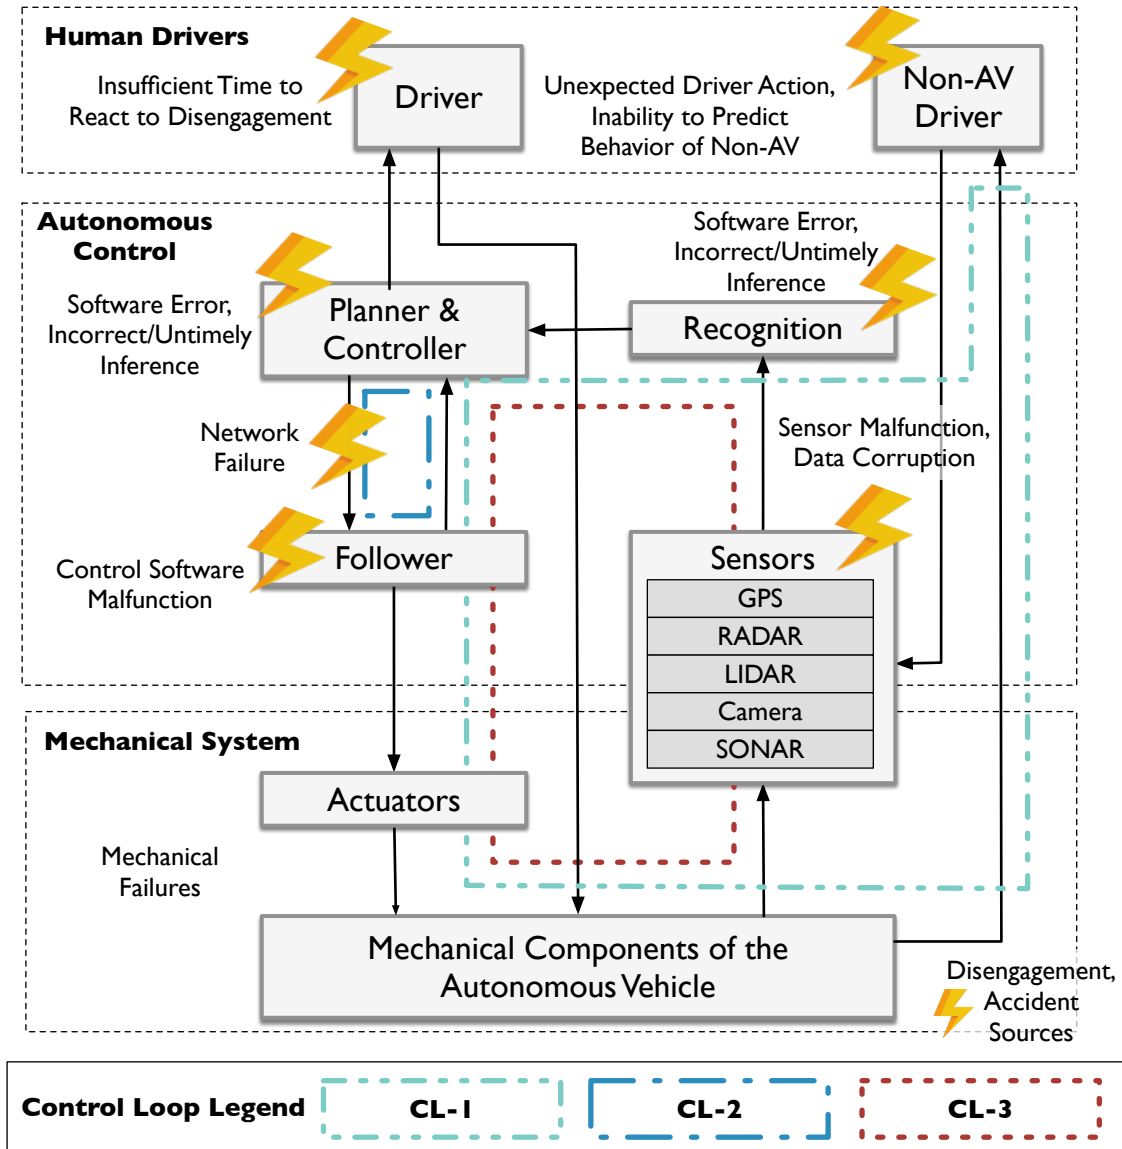 Human Drivers
Insufficient Time to
React to Disengagement
Driver
Unexpected Driver Action,
Inability to Predict
Behavior of Non-AV
Non-AV
Driver
Autonomous
Control
Software Error,
Incorrect/Untimely
Inference
Planner &
Controller
Software Error,
Incorrect/Untimely
Inference
Recognition
Network
Failure
Sensor Malfunction,
Data Corruption
Control Software
Malfunction
Follower
Sensors
GPS
RADAR
LIDAR
Camera
SONAR
Mechanical System
Actuators
Mechanical
Failures
Mechanical Components of the
Autonomous Vehicle
Disengagement,
Accident
Sources
Control Loop Legend
CL-1
CL-2
CL-3